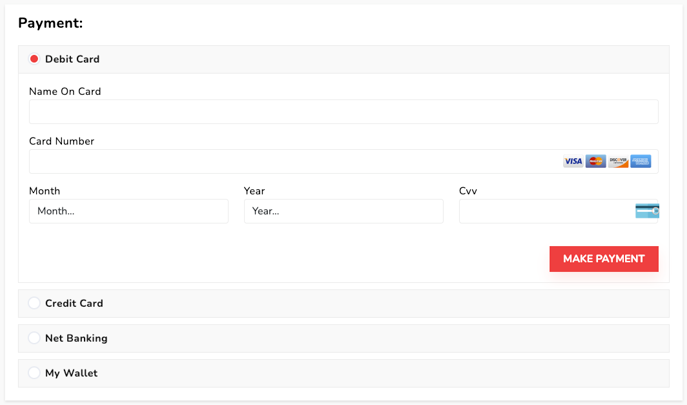 Payment:
Debit Card
Name On Card
Card Number
VISA
Month Year Cvv
Month... Year...
MAKE PAYMENT
Credit Card
Net Banking
My Wallet